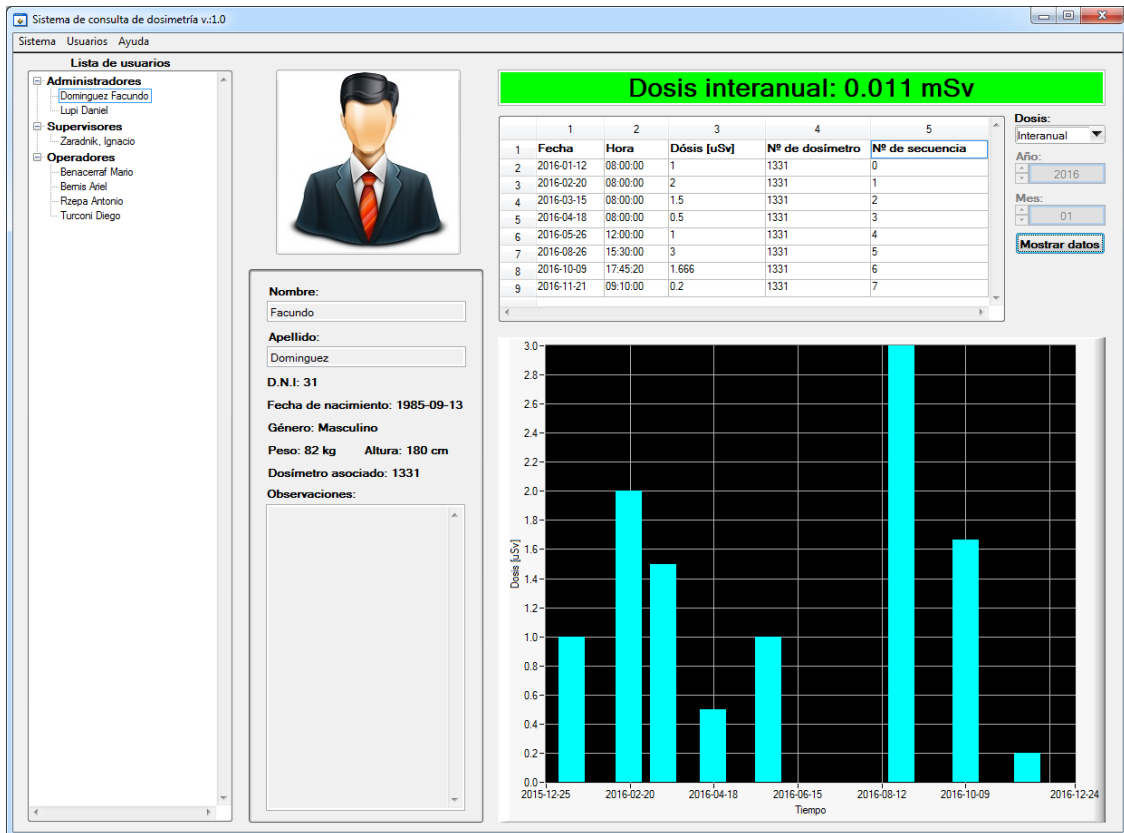 Sistema de consulta de dosimetría v.:1.0
Sistema Usuarios Ayuda
Lista de usuarios
Administradores
Dominguez Facundo
Lupi Daniel
Supervisores
Zaradnik, Ignacio
Operadores
Benacerraf Mario
Bemis Ariel
Rzepa Antonio
Turconi Diego
Nombre:
Facundo
Apellido:
Dominguez
D.N.I: 31
Fecha de nacimiento: 1985-09-13
Género: Masculino
Peso: 82 kg Altura: 180 cm
Dosímetro asociado: 1331
Observaciones:
Dosis interanual: 0.011 mSv
1 2 3 4 5
1 Fecha Hora Dósis [uSv] Nº de dosímetro Nº de secuencia
2 2016-01-12 08:00:00 1 1331 0
3 2016-02-20 08:00:00 2 1331 1
4 2016-03-15 08:00:00 1.5 1331 2
5 2016-04-18 08:00:00 0.5 1331 3
6 2016-05-26 12:00:00 1 1331 4
7 2016-08-26 15:30:00 3 1331 5
8 2016-10-09 17:45:20 1.666 1331 6
9 2016-11-21 09:10:00 0.2 1331 7
Dosis:
Interanual
Año:
2016
Mes:
01
Mostrar datos
3.0
2.8
2.6
2.4
2.2
2.0
1.8
1.6
1.4
1.2
1.0
0.8
0.6
0.4
0.2
0.0
Dosis [uSv]
2015-12-25 2016-02-20 2016-04-18 2016-06-15 2016-08-12 2016-10-09 2016-12-24
Tiempo